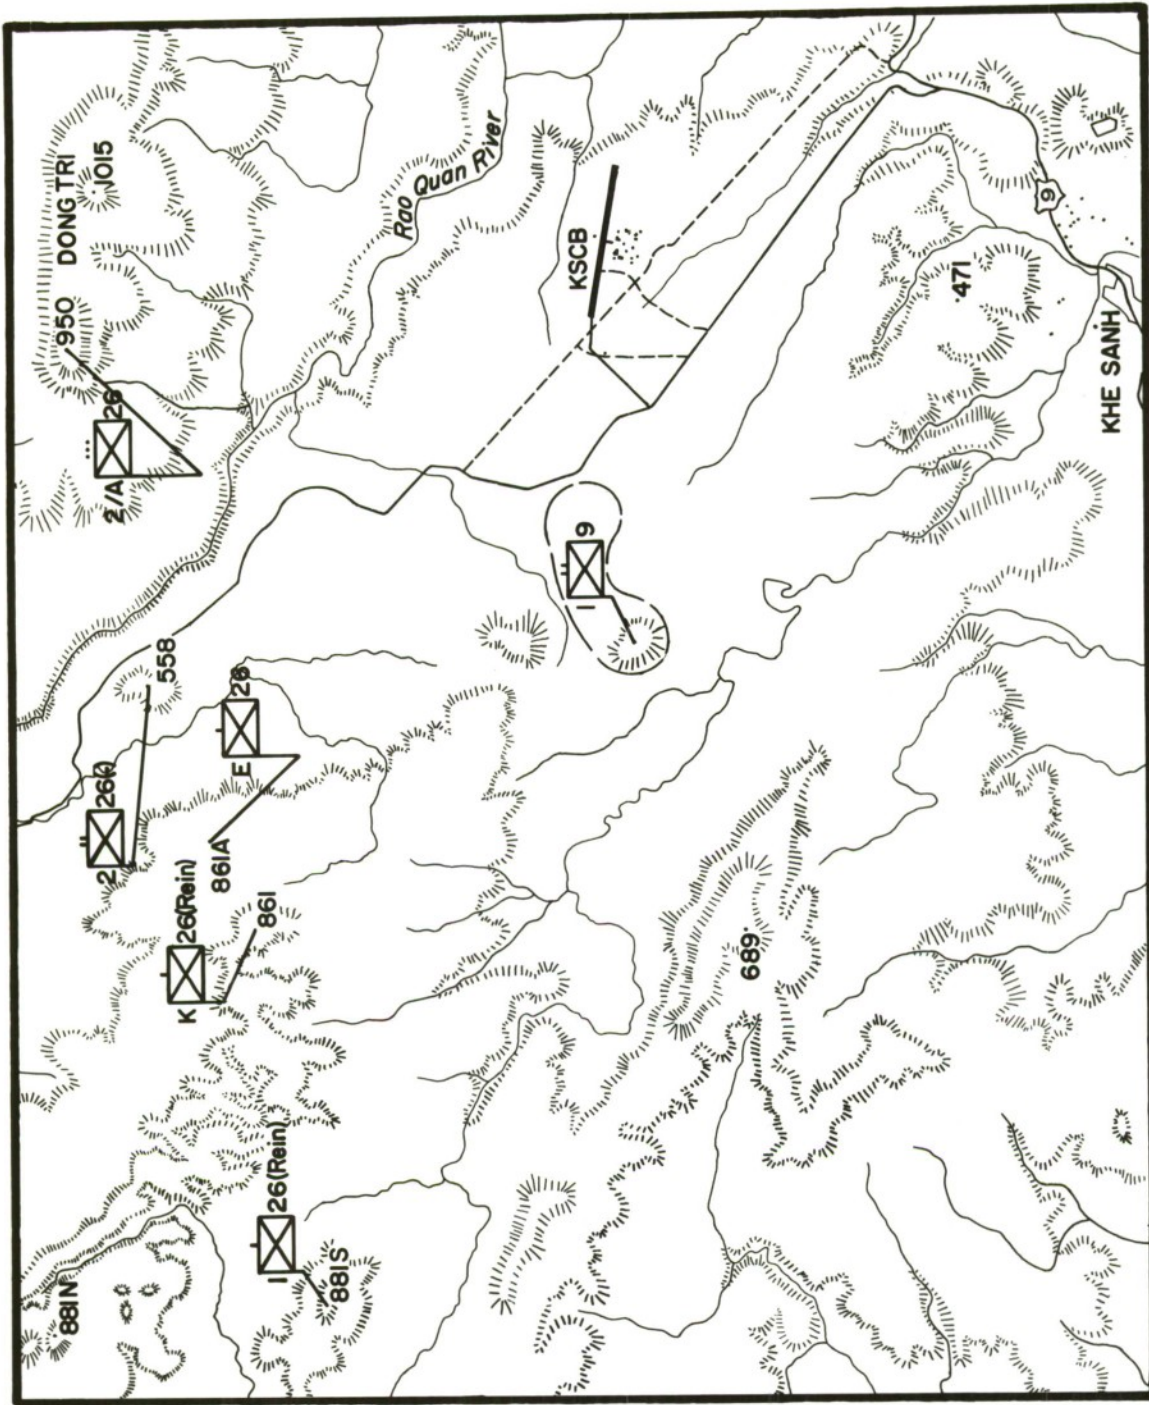 881N
950
DONG TRI
1015
2 26(-)
2/A 26
558
K 26(Rein)
861A
E 26
861
I 26(Rein)
881S
Rao Quan River
KSCB
1 9
689
471
9
KHE SANH